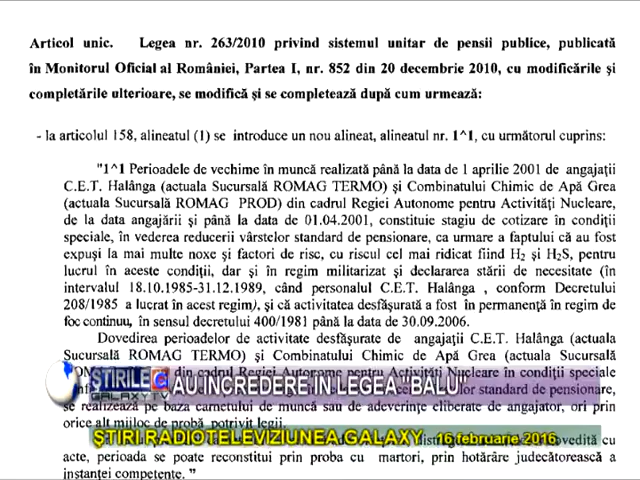 Articol unic. Legea nr. 263/2010 privind sistemul unitar de pensii publice, publicată
în Monitorul Oficial al României, Partea I, nr. 852 din 20 decembrie 2010, cu modificările şi
completările ulterioare, se modifică şi se completează după cum urmează:
- la articolul 158, alineatul (1) se introduce un nou alineat, alineatul nr. 1^1, cu următorul cuprins:
"1^1 Perioadele de vechime în muncă realizată până la data de 1 aprilie 2001 de angajaţii
C.E.T. Halânga (actuala Sucursală ROMAG TERMO) şi Combinatului Chimic de Apă Grea
(actuala Sucursală ROMAG PROD) din cadrul Regiei Autonome pentru Activităţi Nucleare,
de la data angajării şi până la data de 01.04.2001, constituie stagiu de cotizare în condiţii
speciale, în vederea reducerii vârstelor standard de pensionare, ca urmare a faptului că au fost
expuşi la mai multe noxe şi factori de risc, cu riscul cel mai ridicat fiind H₂ şi H₂S, pentru
lucrul în aceste condiţii, dar şi în regim militarizat şi declararea stării de necesitate (în
intervalul 18.10.1985-31.12.1989, când personalul C.E.T. Halânga , conform Decretului
208/1985 a lucrat în acest regim), şi că activitatea desfăşurată a fost în permanenţă în regim de
foc continuu, în sensul decretului 400/1981 până la data de 30.09.2006.
Dovedirea perioadelor de activitate desfăşurate de angajaţii C.E.T. Halânga (actuala
Sucursală ROMAG TERMO) şi Combinatului Chimic de Apă Grea (actuala Sucursală
ROMAG din cadrul Regiei Autonome pentru Activităţi Nucleare în condiţii speciale
ŞTIRILE G AU ÎNCREDERE ÎN LEGEA "BALU"
GALAXY TV
standard de pensionare,
se realizează pe baza carnetului de muncă sau de adeverinţe eliberate de angajator, ori prin
orice alt mijloc de probă potrivit legii.
ŞTIRI RADIOTELEVIZIUNEA GALAXY 16 februarie 2016
cu
acte, perioada se poate reconstitui prin proba cu martori, prin hotărâre judecătorească a
instanţei competente. "